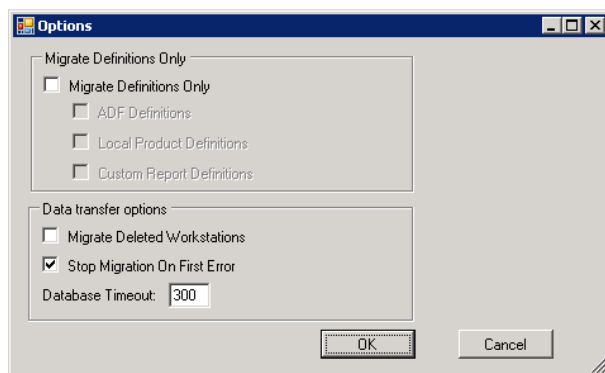 Options
Migrate Definitions Only
Migrate Definitions Only
ADF Definitions
Local Product Definitions
Custom Report Definitions
Data transfer options
Migrate Deleted Workstations
Stop Migration On First Error
Database Timeout: 300
OK Cancel